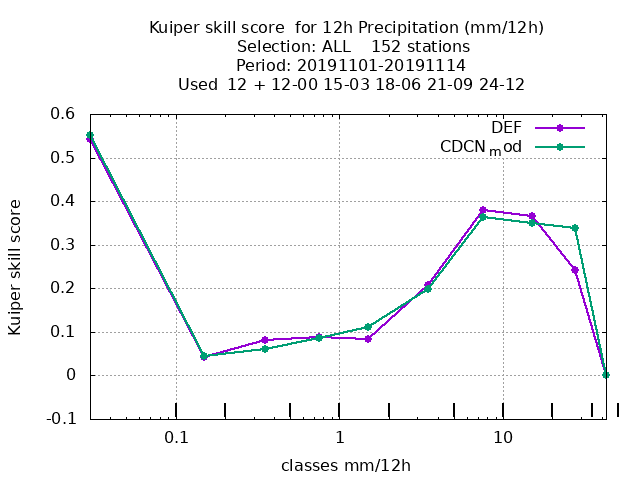 Kuiper skill score  for 12h Precipitation (mm/12h)
Selection: ALL    152 stations
Period: 20191101-20191114
Used  12 + 12-00 15-03 18-06 21-09 24-12
DEF
CDCNmod
0.6
0.5
0.4
0.3
0.2
0.1
0
-0.1
Kuiper skill score
0.1 1 10
classes mm/12h